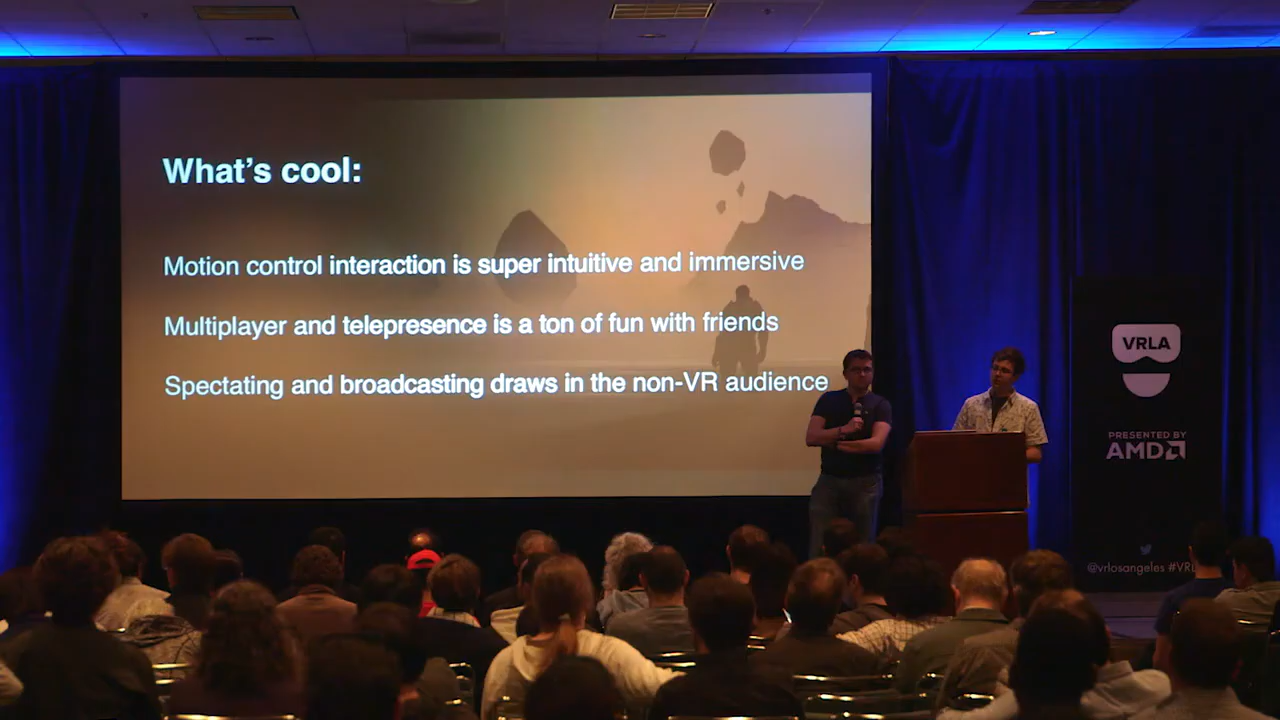 What's cool:
Motion control interaction is super intuitive and immersive
Multiplayer and telepresence is a ton of fun with friends
Spectating and broadcasting draws in the non-VR audience
VRLA
PRESENTED BY
AMD
@vrlosangeles